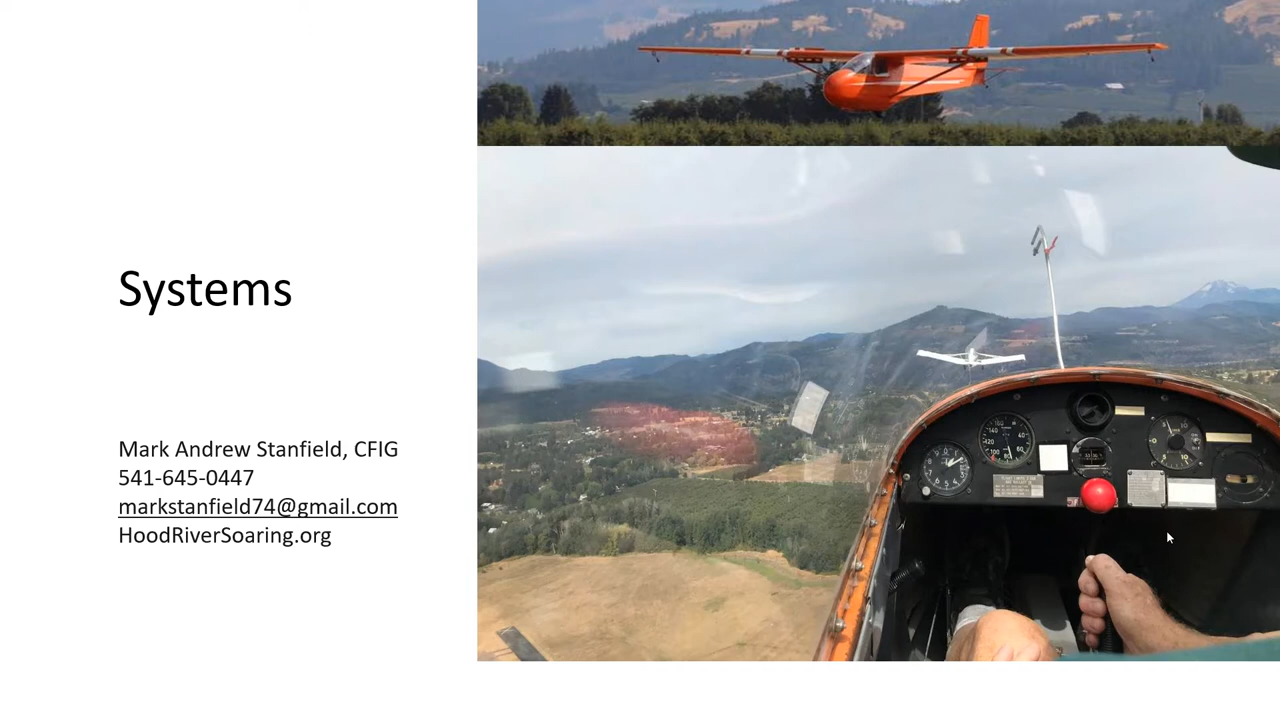 Systems
Mark Andrew Stanfield, CFIG
541-645-0447
markstanfield74@gmail.com
HoodRiverSoaring.org